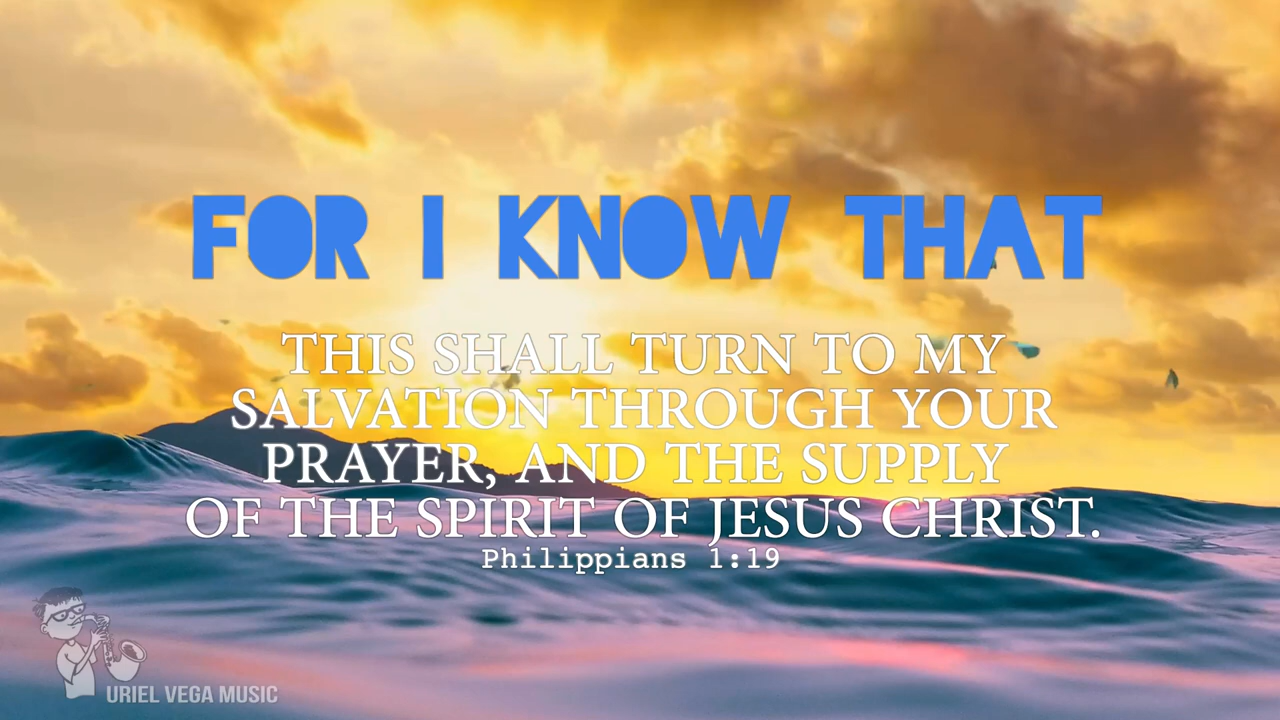 FOR I KNOW THAT
THIS SHALL TURN TO MY
SALVATION THROUGH YOUR
PRAYER, AND THE SUPPLY
OF THE SPIRIT OF JESUS CHRIST.
Philippians 1:19
URIEL VEGA MUSIC